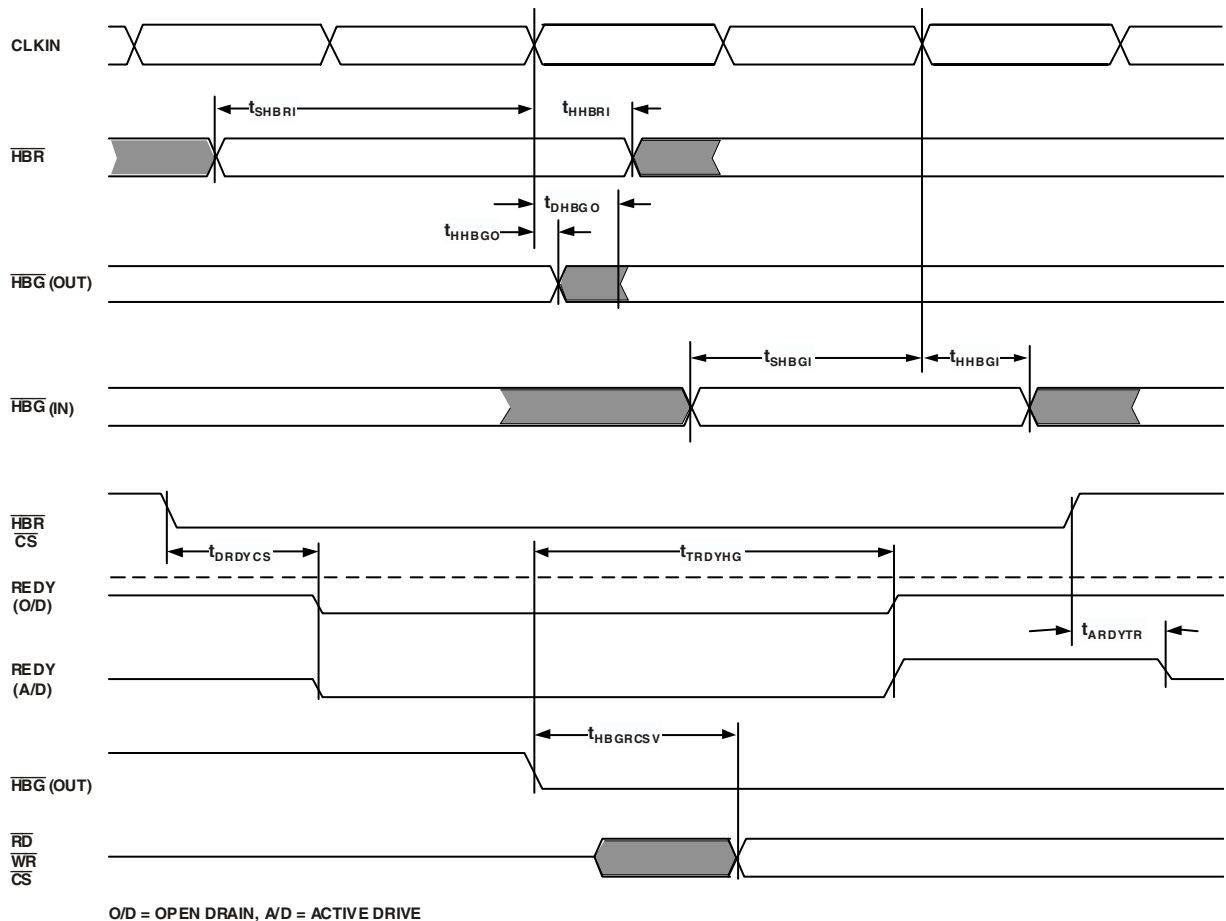 CLKIN
tSHBRI
tHHBRI
HBR
tDHBGO
tHHBGO
HBG (OUT)
tSHBGI
tHHBGI
HBG (IN)
HBR
CS
tDRDYCS
tTRDYHG
REDY
(O/D)
tARDYTR
REDY
(A/D)
tHBGRCSV
HBG (OUT)
RD
WR
CS
O/D = OPEN DRAIN, A/D = ACTIVE DRIVE